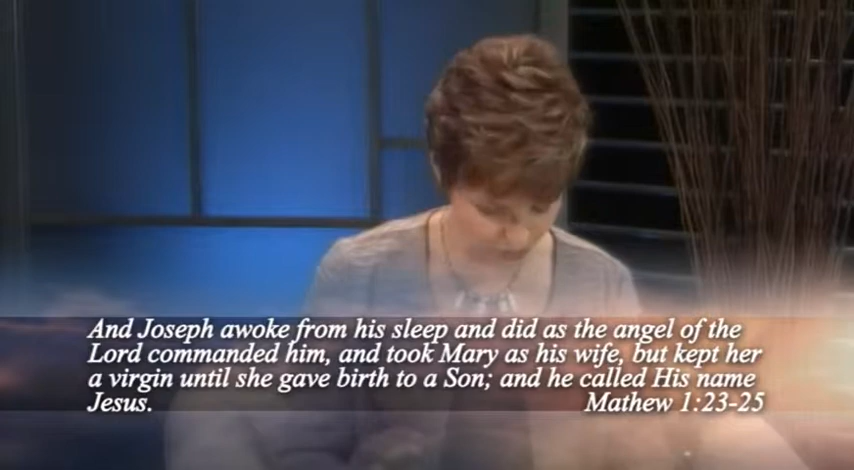 And Joseph awoke from his sleep and did as the angel of the
Lord commanded him, and took Mary as his wife, but kept her
a virgin until she gave birth to a Son; and he called His name
Jesus. Mathew 1:23-25